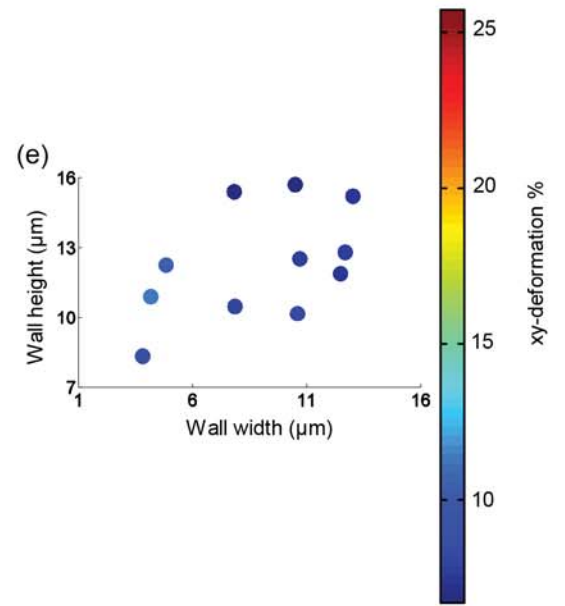 (e)
16
13
10
7
Wall height (μm)
1 6 11 16
Wall width (μm)
25
20
15
10
xy-deformation %